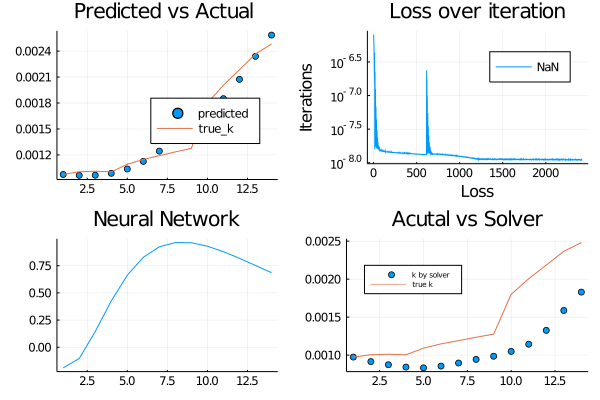 Predicted vs Actual
0.0024
0.0021
0.0018
0.0015
0.0012
predicted
true_k
2.5 5.0 7.5 10.0 12.5
Loss over iteration
Iterations
10^-6.5
10^-7.0
10^-7.5
10^-8.0
NaN
0 500 1000 1500 2000
Loss
Neural Network
0.75
0.50
0.25
0.00
2.5 5.0 7.5 10.0 12.5
Acutal vs Solver
0.0025
0.0020
0.0015
0.0010
k by solver
true k
2.5 5.0 7.5 10.0 12.5